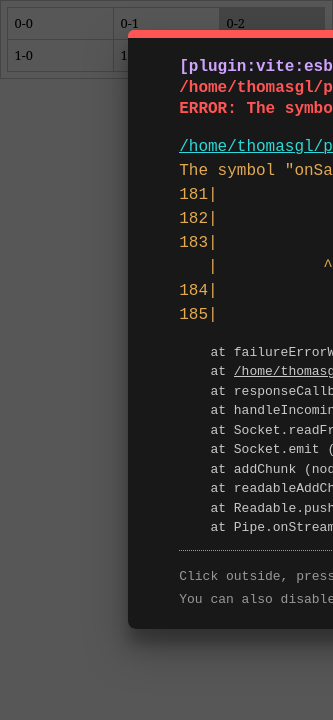 0-0 0-1 0-2
1-0 1
[plugin:vite:esb
/home/thomasgl/p
ERROR: The symbo
/home/thomasgl/p
The symbol "onSa
181|
182|
183|
| ^
184|
185|
at failureErrorW
at /home/thomasg
at responseCallb
at handleIncomin
at Socket.readFr
at Socket.emit (
at addChunk (nod
at readableAddCh
at Readable.push
at Pipe.onStream
Click outside, press
You can also disable